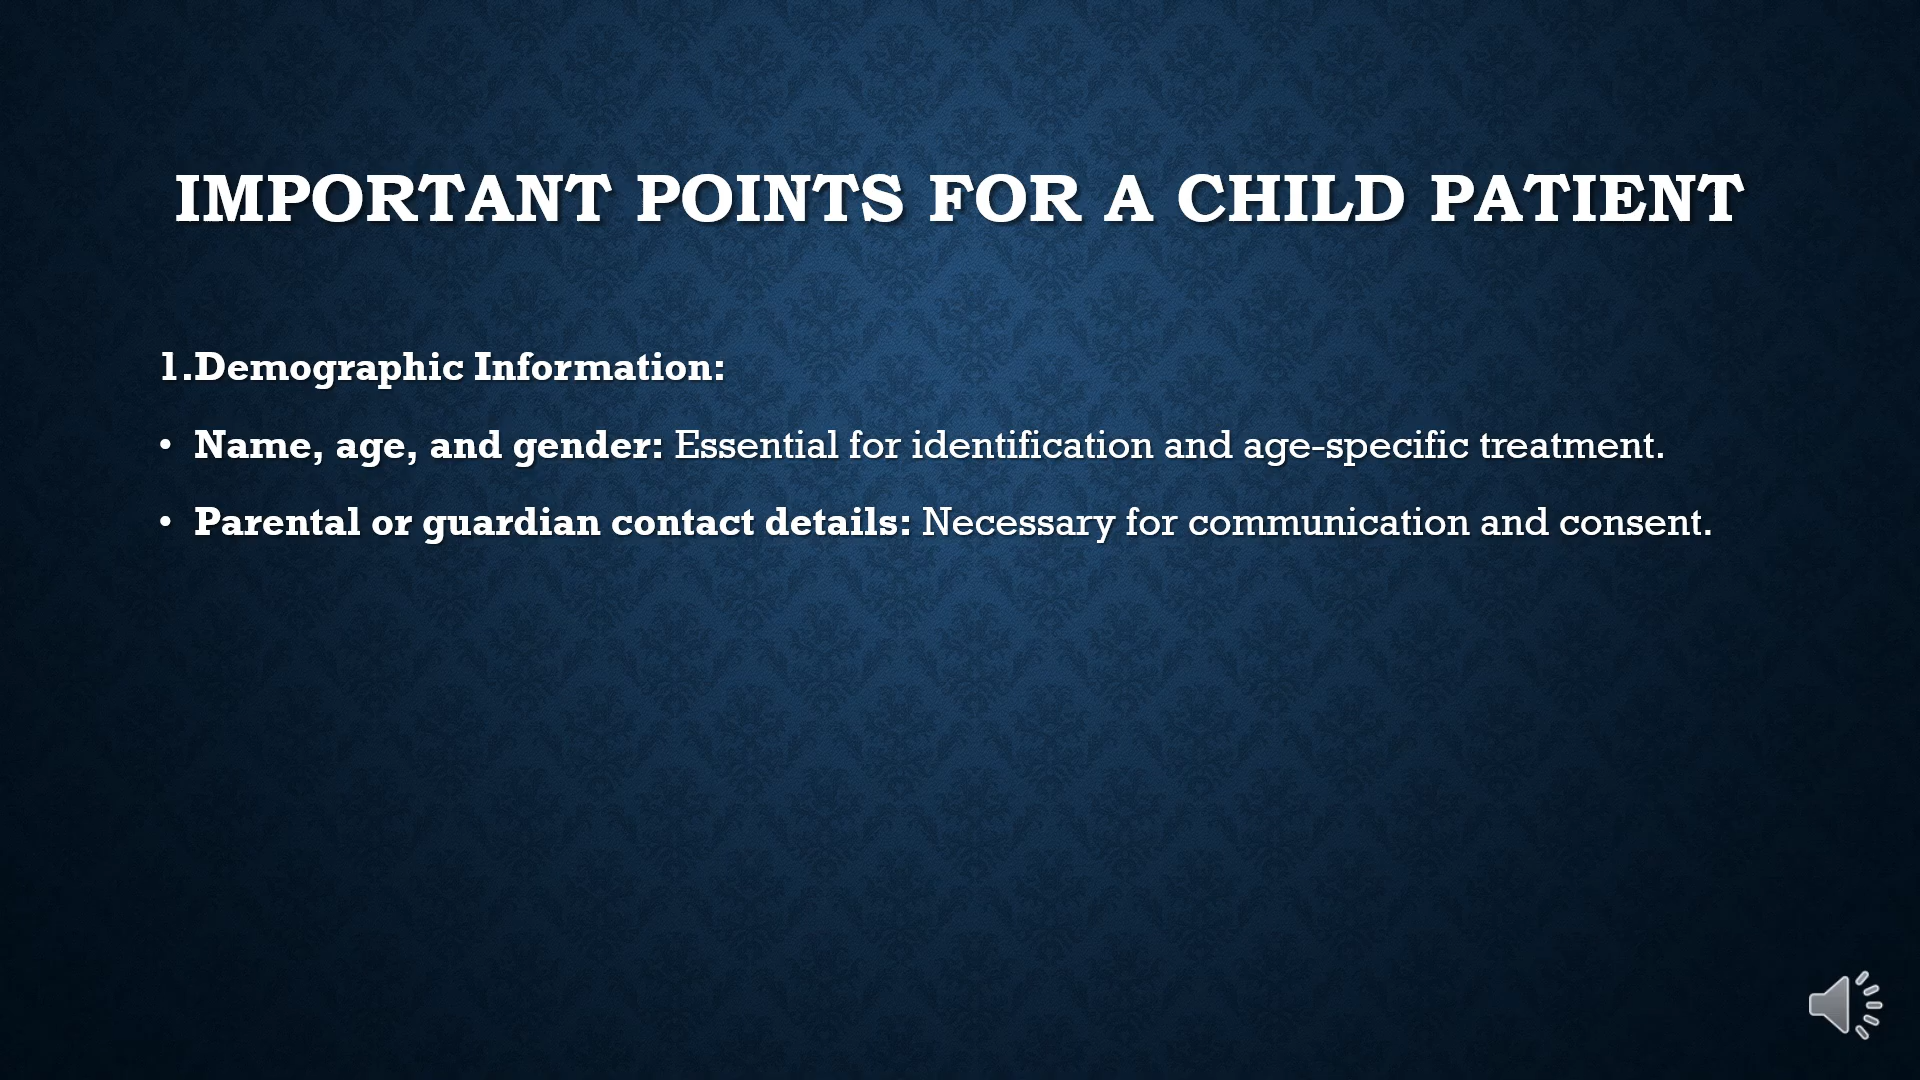 IMPORTANT POINTS FOR A CHILD PATIENT
1.Demographic Information:
• Name, age, and gender: Essential for identification and age-specific treatment.
• Parental or guardian contact details: Necessary for communication and consent.